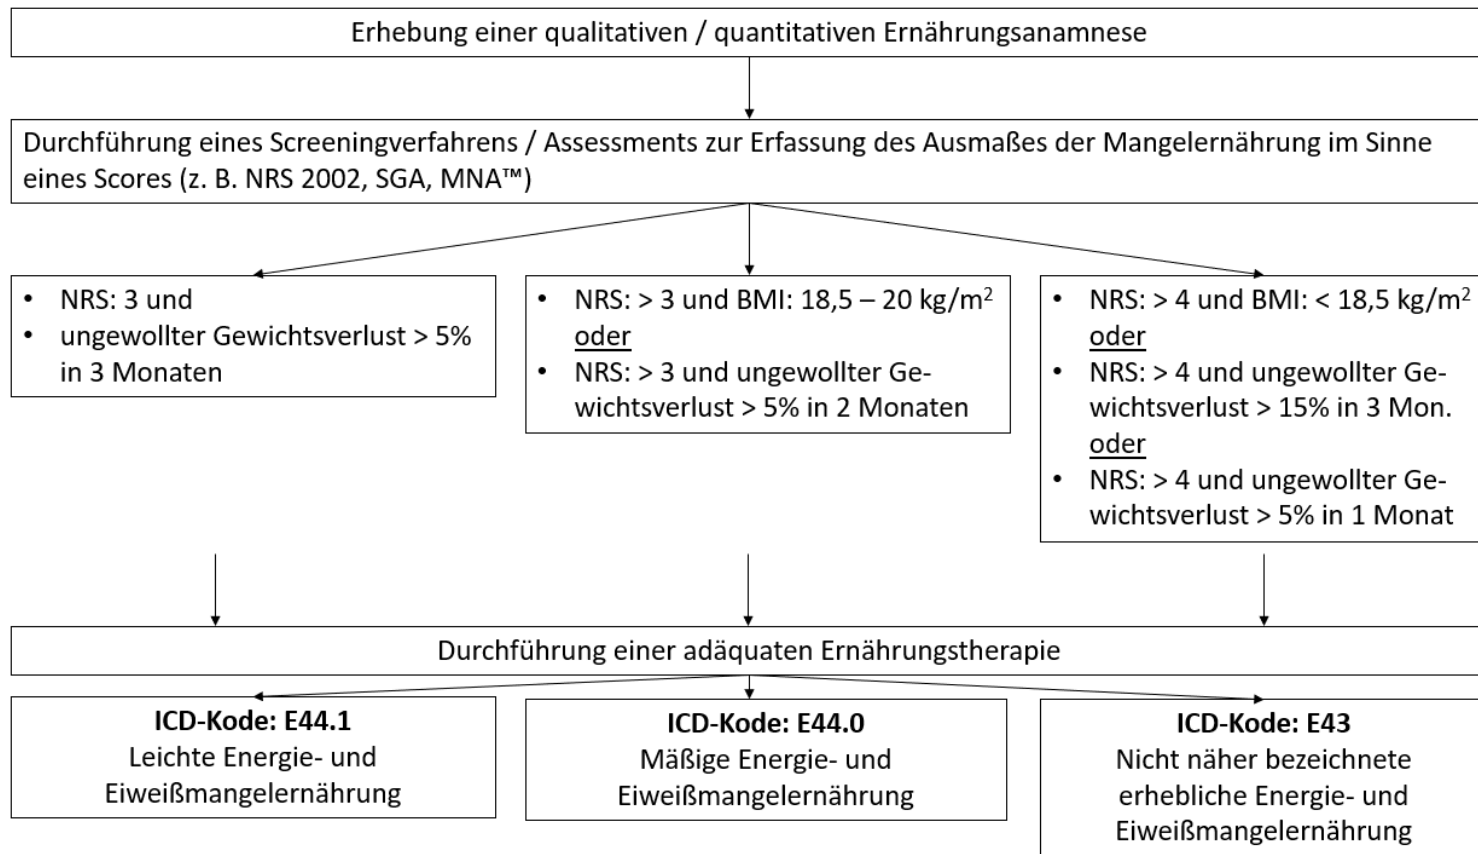 Erhebung einer qualitativen / quantitativen Ernährungsanamnese
Durchführung eines Screeningverfahrens / Assessments zur Erfassung des Ausmaßes der Mangelernährung im Sinne
eines Scores (z. B. NRS 2002, SGA, MNA™)
• NRS: 3 und
• ungewollter Gewichtsverlust > 5%
in 3 Monaten
• NRS: > 3 und BMI: 18,5 – 20 kg/m²
oder
• NRS: > 3 und ungewollter Ge-
wichtsverlust > 5% in 2 Monaten
• NRS: > 4 und BMI: < 18,5 kg/m²
oder
• NRS: > 4 und ungewollter Ge-
wichtsverlust > 15% in 3 Mon.
oder
• NRS: > 4 und ungewollter Ge-
wichtsverlust > 5% in 1 Monat
Durchführung einer adäquaten Ernährungstherapie
ICD-Kode: E44.1
Leichte Energie- und
Eiweißmangelernährung
ICD-Kode: E44.0
Mäßige Energie- und
Eiweißmangelernährung
ICD-Kode: E43
Nicht näher bezeichnete
erhebliche Energie- und
Eiweißmangelernährung